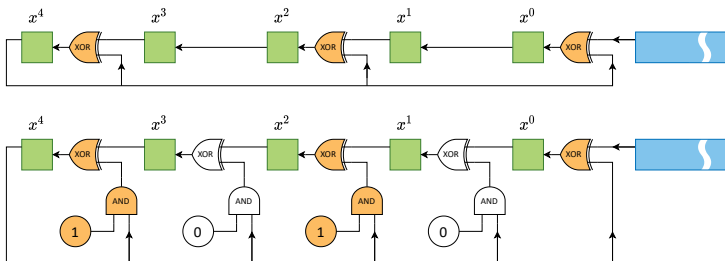 x⁴ x³ x² x¹ x⁰
XOR XOR XOR
x⁴ x³ x² x¹ x⁰
XOR XOR XOR XOR XOR
AND AND AND AND
1 0 1 0